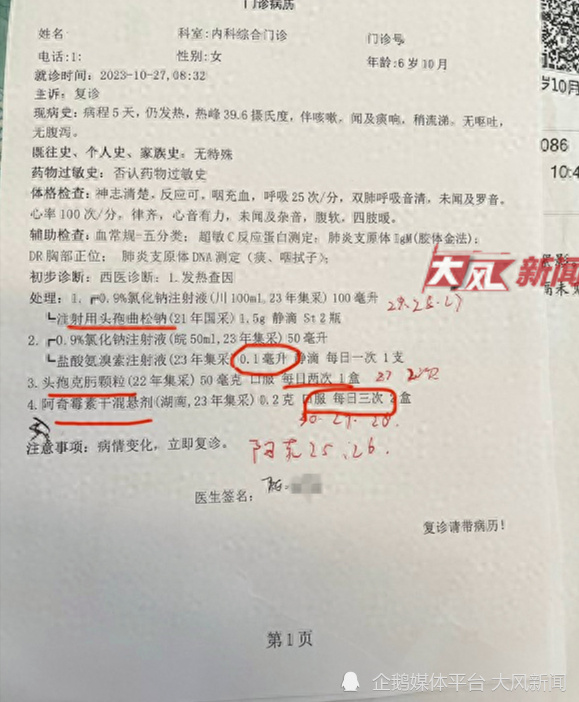 门诊病历
姓名 科室:内科综合门诊 门诊号
电话:1: 性别:女 年龄:6岁10月
就诊时间:2023-10-27,08:32
主诉:复诊
现病史:病程5天,仍发热,热峰39.6摄氏度,伴咳嗽,闻及痰响,稍流涕。无呕吐,
无腹泻。
既往史、个人史、家族史:无特殊
药物过敏史:否认药物过敏史
体格检查:神志清楚,反应可,咽充血,呼吸25次/分,双肺呼吸音清,未闻及罗音。
心率100次/分,律齐,心音有力,未闻及杂音,腹软,四肢暖。
辅助检查:血常规-五分类; 超敏C反应蛋白测定; 肺炎支原体IgM(胶体金法);
DR胸部正位; 肺炎支原体DNA测定(痰、咽拭子);
初步诊断:西医诊断:1.发热查因
处理:1.┏0.9%氯化钠注射液(川100ml,23年集采)100毫升
┗注射用头孢曲松钠(21年国采)1.5g 静滴 St 2瓶
2.┏0.9%氯化钠注射液(皖50ml,23年集采)50毫升
┗盐酸氨溴索注射液(23年集采)0.1毫升 静滴 每日一次 1支
3.头孢克肟颗粒(22年集采)50毫克 口服 每日两次 1盒
4.阿奇霉素干混悬剂(湖南,23年集采)0.2克 口服 每日三次 盒
注意事项:病情变化,立即复诊。
25.26.
医生签名:
复诊请带病历!
第1页
岁10月
086
10:4
大风新闻
企鹅媒体平台 大风新闻